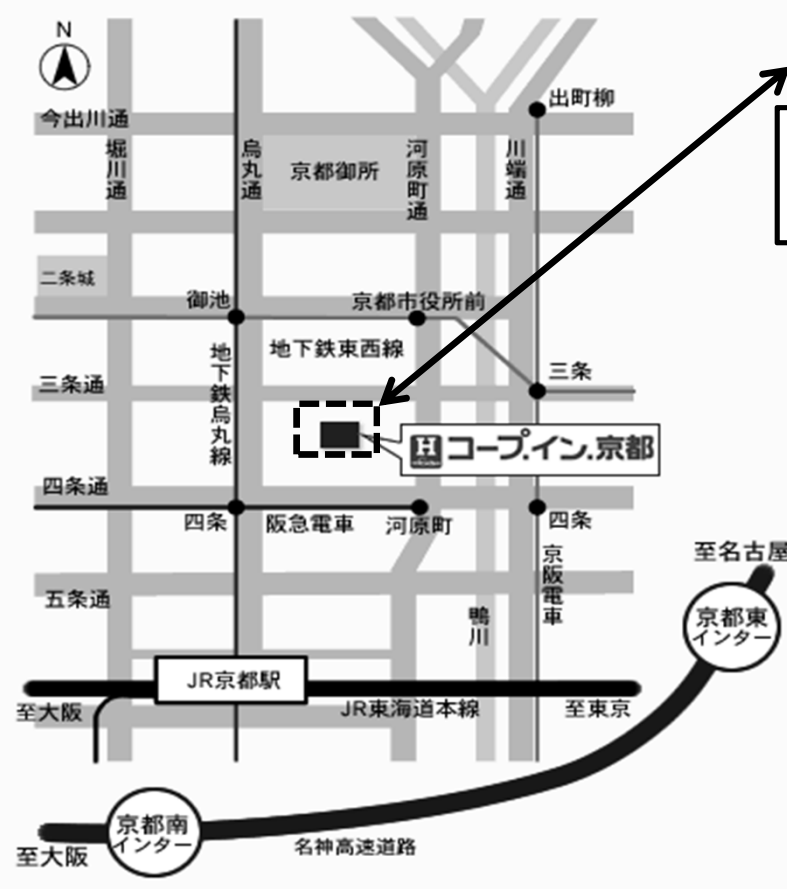 N
出町柳
今出川通
堀川通
烏丸通
京都御所
河原町通
川端通
二条城
御池
京都市役所前
地下鉄東西線
地下鉄烏丸線
三条通
三条
H
コープ.イン.京都
四条通
四条
阪急電車
河原町
四条
京阪電車
至名古屋
五条通
鴨川
京都東
インター
JR京都駅
至大阪
JR東海道本線
至東京
京都南
インター
至大阪
名神高速道路